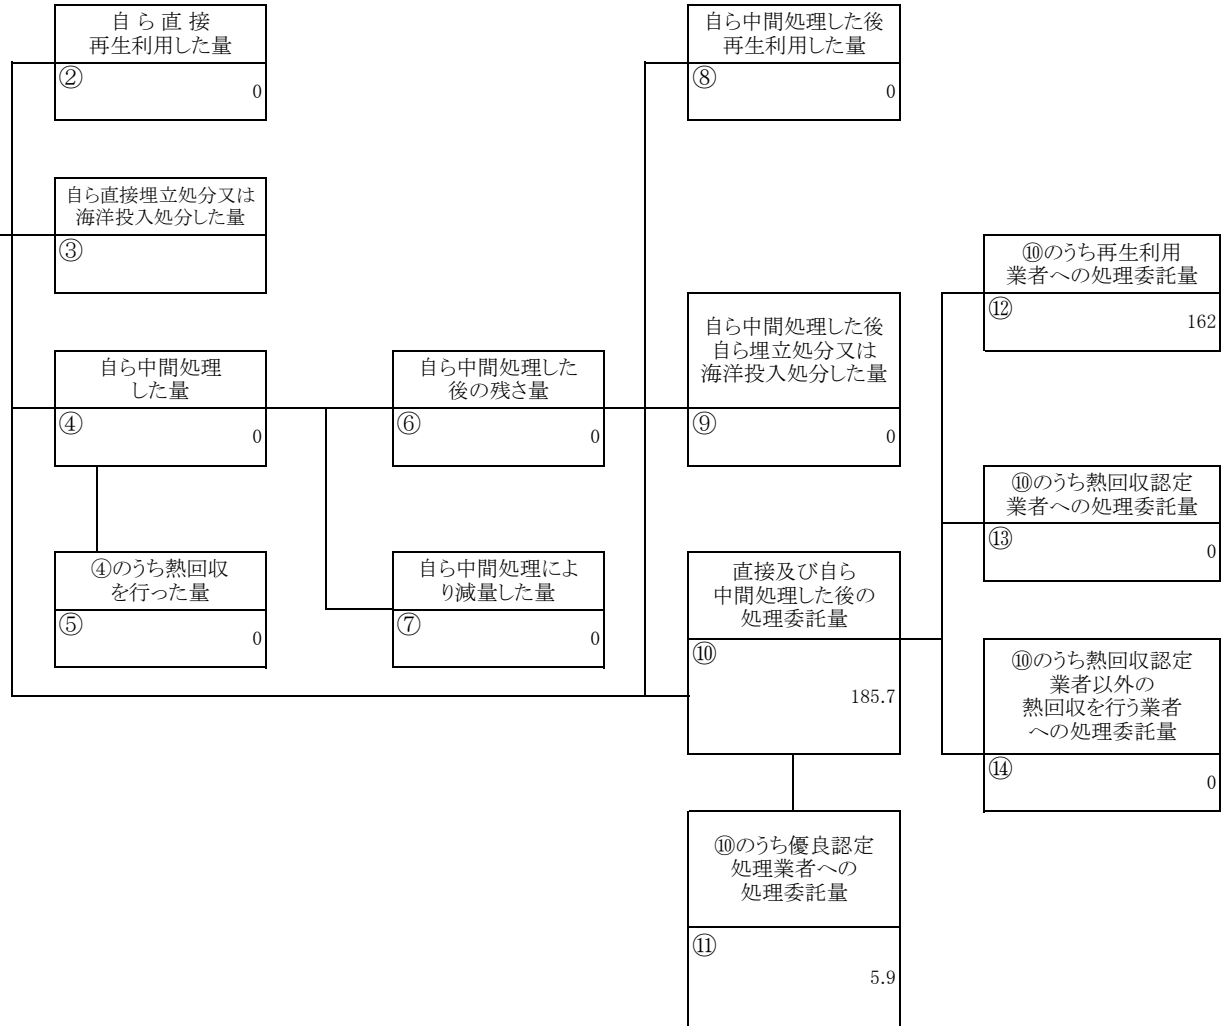 自ら直接
再生利用した量
②
0
自ら直接埋立処分又は
海洋投入処分した量
③
自ら中間処理
した量
④
0
④のうち熱回収
を行った量
⑤
0
自ら中間処理した
後の残さ量
⑥
0
自ら中間処理によ
り減量した量
⑦
0
自ら中間処理した後
再生利用した量
⑧
0
自ら中間処理した後
自ら埋立処分又は
海洋投入処分した量
⑨
0
直接及び自ら
中間処理した後の
処理委託量
⑩
185.7
⑩のうち優良認定
処理業者への
処理委託量
⑪
5.9
⑩のうち再生利用
業者への処理委託量
⑫
162
⑩のうち熱回収認定
業者への処理委託量
⑬
0
⑩のうち熱回収認定
業者以外の
熱回収を行う業者
への処理委託量
⑭
0